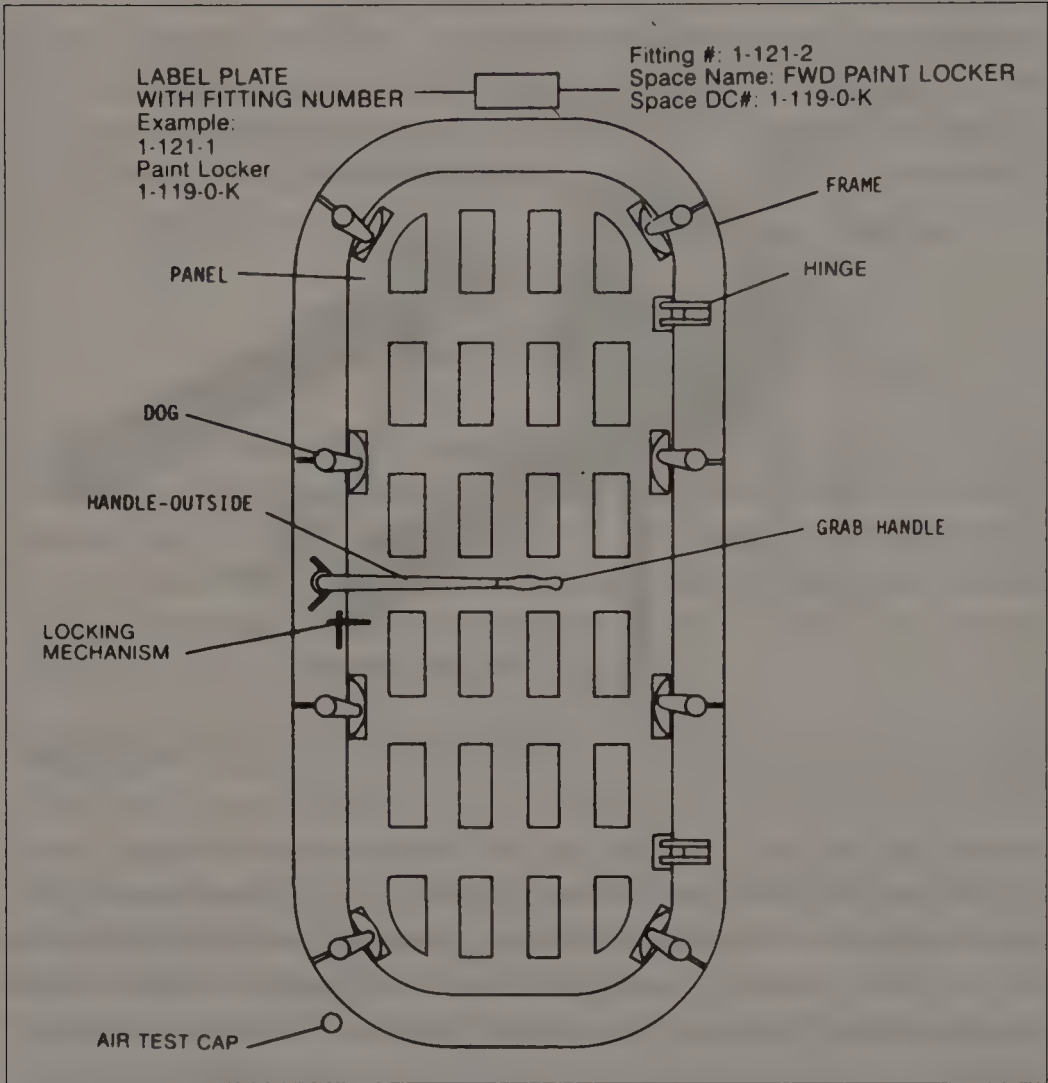 LABEL PLATE
WITH FITTING NUMBER
Example:
1-121-1
Paint Locker
1-119-0-K
Fitting #: 1-121-2
Space Name: FWD PAINT LOCKER
Space DC#: 1-119-0-K
FRAME
PANEL
HINGE
DOG
HANDLE-OUTSIDE
GRAB HANDLE
LOCKING
MECHANISM
AIR TEST CAP